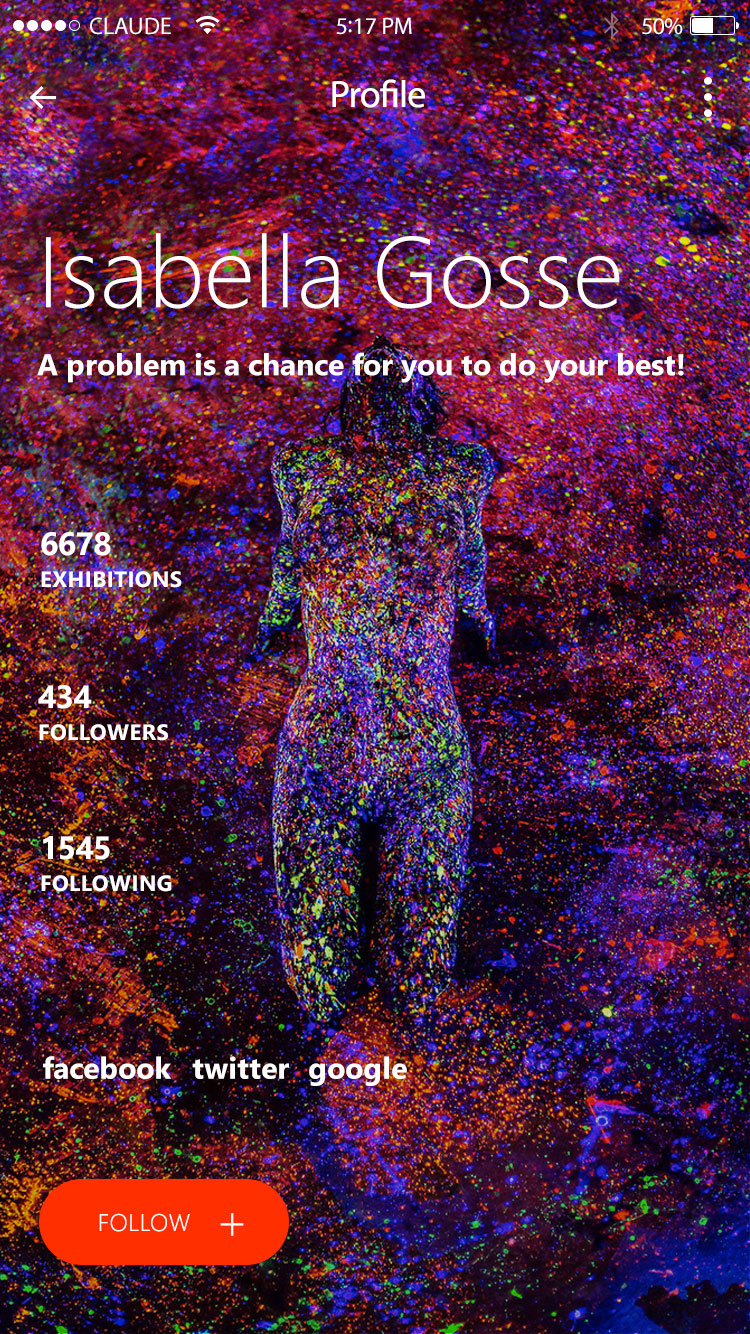 CLAUDE 5:17 PM 50%
Profile
Isabella Gosse
A problem is a chance for you to do your best!
6678
EXHIBITIONS
434
FOLLOWERS
1545
FOLLOWING
facebook twitter google
FOLLOW +